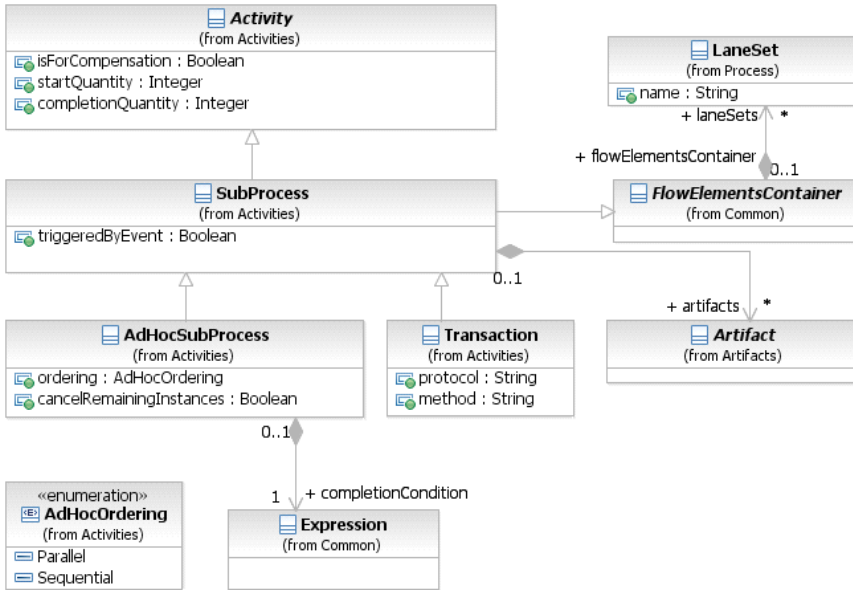 Activity
(from Activities)
isForCompensation : Boolean
startQuantity : Integer
completionQuantity : Integer
LaneSet
(from Process)
name : String
+ laneSets
*
+ flowElementsContainer
0..1
SubProcess
(from Activities)
triggeredByEvent : Boolean
FlowElementsContainer
(from Common)
0..1
+ artifacts
*
AdHocSubProcess
(from Activities)
ordering : AdHocOrdering
cancelRemainingInstances : Boolean
Transaction
(from Activities)
protocol : String
method : String
Artifact
(from Artifacts)
0..1
1
+ completionCondition
«enumeration»
<E>
AdHocOrdering
(from Activities)
Parallel
Sequential
Expression
(from Common)